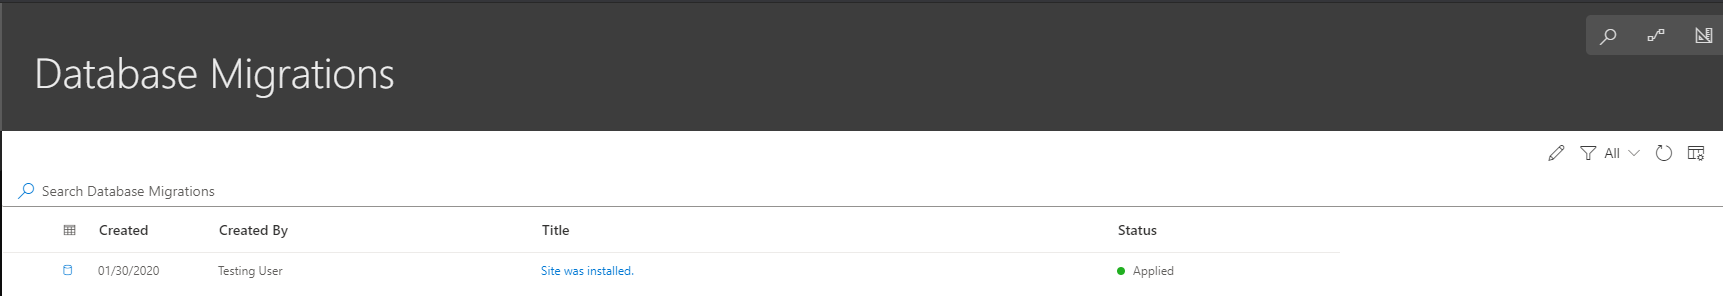 Database Migrations
All
Search Database Migrations
Created Created By Title Status
01/30/2020 Testing User Site was installed. Applied